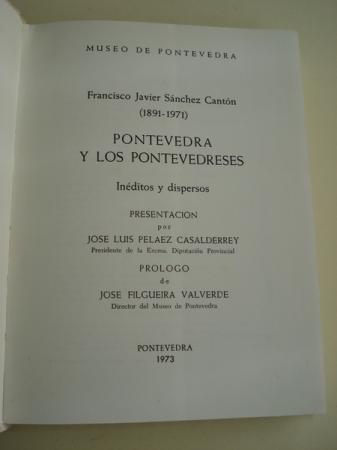 MUSEO DE PONTEVEDRA
Francisco Javier Sánchez Cantón
(1891-1971)
PONTEVEDRA
Y LOS PONTEVEDRESES
Inéditos y dispersos
PRESENTACION
por
JOSE LUIS PELAEZ CASALDERREY
Presidente de la Excma. Diputación Provincial
PROLOGO
de
JOSE FILGUEIRA VALVERDE
Director del Museo de Pontevedra
PONTEVEDRA
1973